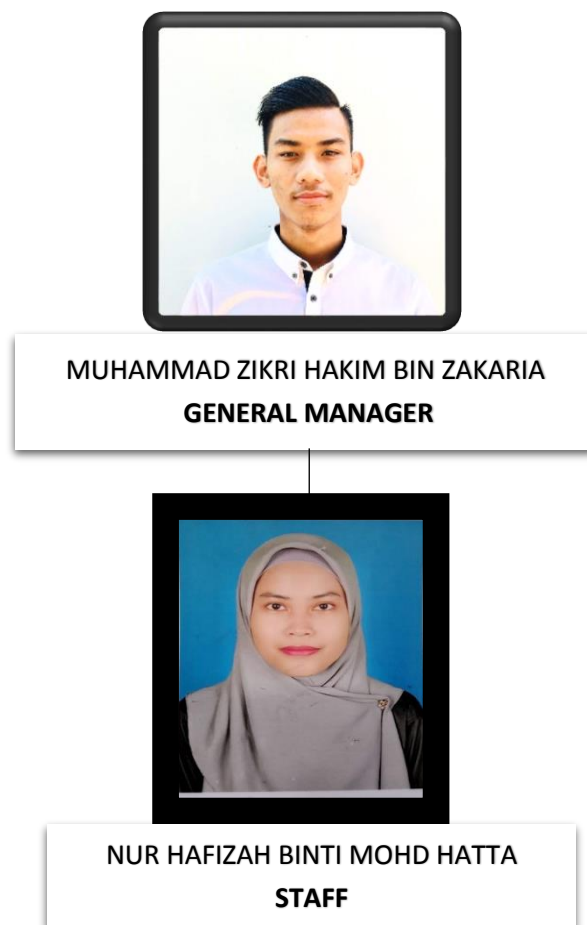 MUHAMMAD ZIKRI HAKIM BIN ZAKARIA
GENERAL MANAGER
NUR HAFIZAH BINTI MOHD HATTA
STAFF